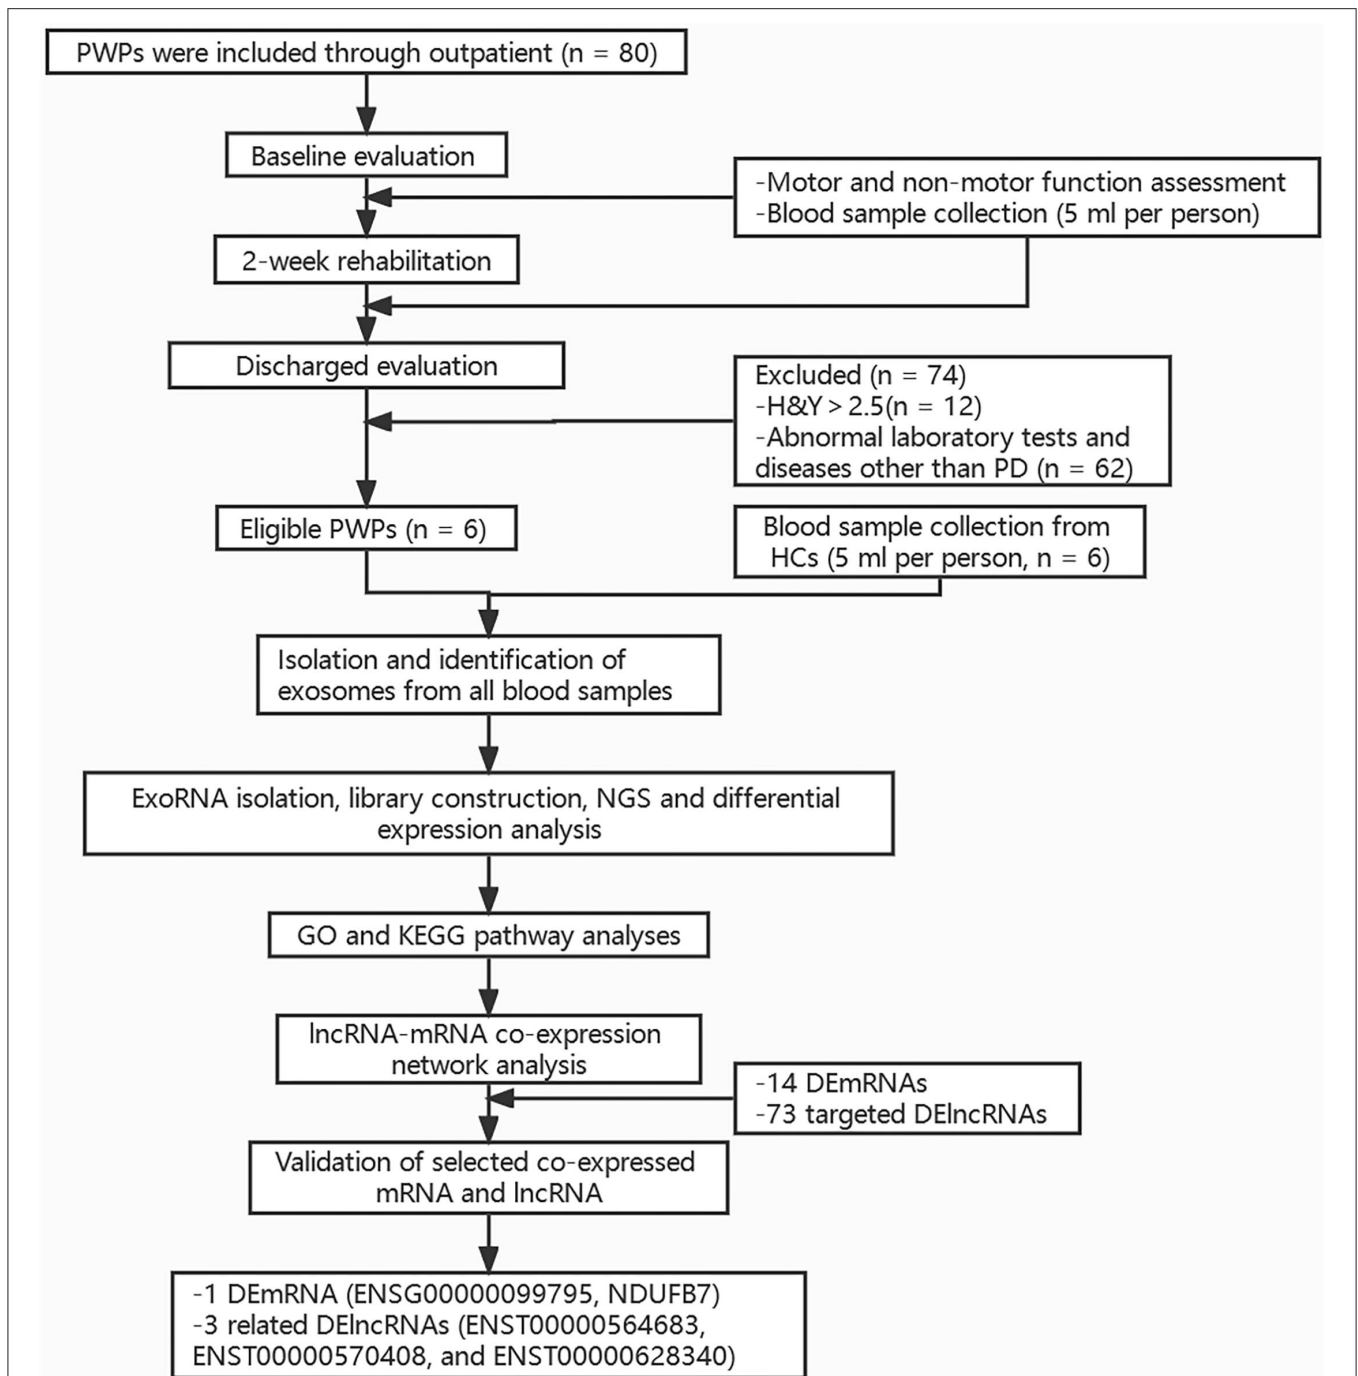 PWPs were included through outpatient (n = 80)
Baseline evaluation
-Motor and non-motor function assessment
-Blood sample collection (5 ml per person)
2-week rehabilitation
Discharged evaluation
Excluded (n = 74)
-H&Y > 2.5(n = 12)
-Abnormal laboratory tests and
diseases other than PD (n = 62)
Eligible PWPs (n = 6)
Blood sample collection from
HCs (5 ml per person, n = 6)
Isolation and identification of
exosomes from all blood samples
ExoRNA isolation, library construction, NGS and differential
expression analysis
GO and KEGG pathway analyses
lncRNA-mRNA co-expression
network analysis
-14 DEmRNAs
-73 targeted DElncRNAs
Validation of selected co-expressed
mRNA and lncRNA
-1 DEmRNA (ENSG00000099795, NDUFB7)
-3 related DElncRNAs (ENST00000564683,
ENST00000570408, and ENST00000628340)